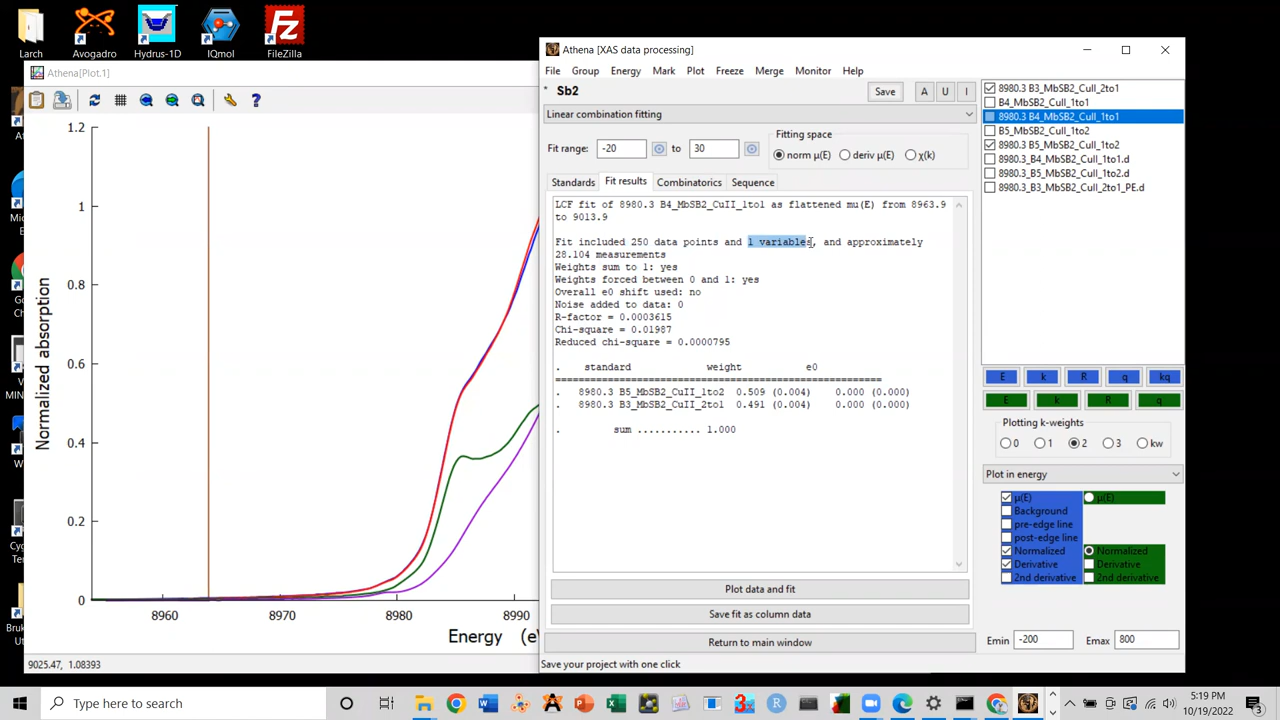 Larch
Avogadro
Hydrus-1D
IQmol
FileZilla
Athena [XAS data processing]
File Group Energy Mark Plot Freeze Merge Monitor Help
* Sb2
Save
A U I
Linear combination fitting
Fit range: -20 to 30
Fitting space
norm μ(E) deriv μ(E) χ(k)
Standards Fit results Combinatorics Sequence
LCF fit of 8980.3 B4_MbSB2_CuII_1to1 as flattened mu(E) from 8963.9
to 9013.9
Fit included 250 data points and 1 variables, and approximately
28.104 measurements
Weights sum to 1: yes
Weights forced between 0 and 1: yes
Overall e0 shift used: no
Noise added to data: 0
R-factor = 0.0003615
Chi-square = 0.01987
Reduced chi-square = 0.0000795
. standard weight e0
====================================================
. 8980.3 B5_MbSB2_CuII_1to2 0.509 (0.004) 0.000 (0.000)
. 8980.3 B3_MbSB2_CuII_2to1 0.491 (0.004) 0.000 (0.000)
. sum ........... 1.000
Plot data and fit
Save fit as column data
Return to main window
Save your project with one click
8980.3 B3_MbSB2_CuII_2to1
B4_MbSB2_CuII_1to1
8980.3 B4_MbSB2_CuII_1to1
B5_MbSB2_CuII_1to2
8980.3 B5_MbSB2_CuII_1to2
8980.3_B4_MbSB2_CuII_1to1.d
8980.3_B5_MbSB2_CuII_1to2.d
8980.3_B3_MbSB2_CuII_2to1_PE.d
E k R q kq
E k R q
Plotting k-weights
0 1 2 3 kw
Plot in energy
μ(E) μ(E)
Background
pre-edge line
post-edge line
Normalized Normalized
Derivative Derivative
2nd derivative 2nd derivative
Emin -200 Emax 800
Athena[Plot.1]
1.2
1
0.8
0.6
0.4
0.2
0
Normalized absorption
8960 8970 8980 8990
Energy (e
9025.47, 1.08393
Type here to search
5:19 PM
10/19/2022
3